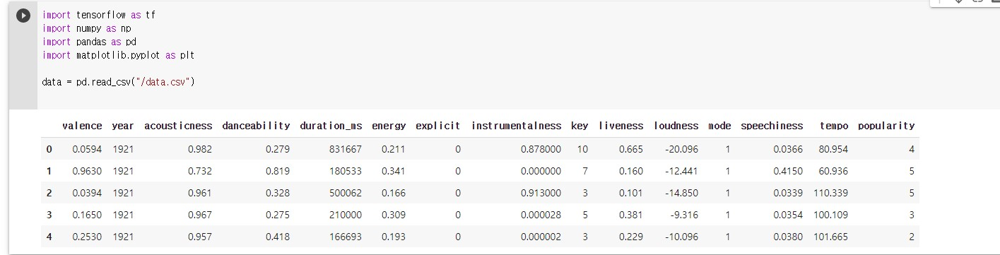 import tensorflow as tf
import numpy as np
import pandas as pd
import matplotlib.pyplot as plt
data = pd.read_csv("/data.csv")
valence year acousticness danceability duration_ms energy explicit instrumentalness key liveness loudness mode speechiness tempo popularity
0 0.0594 1921 0.982 0.279 831667 0.211 0 0.878000 10 0.665 -20.096 1 0.0366 80.954 4
1 0.9630 1921 0.732 0.819 180533 0.341 0 0.000000 7 0.160 -12.441 1 0.4150 60.936 5
2 0.0394 1921 0.961 0.328 500062 0.166 0 0.913000 3 0.101 -14.850 1 0.0339 110.339 5
3 0.1650 1921 0.967 0.275 210000 0.309 0 0.000028 5 0.381 -9.316 1 0.0354 100.109 3
4 0.2530 1921 0.957 0.418 166693 0.193 0 0.000002 3 0.229 -10.096 1 0.0380 101.665 2